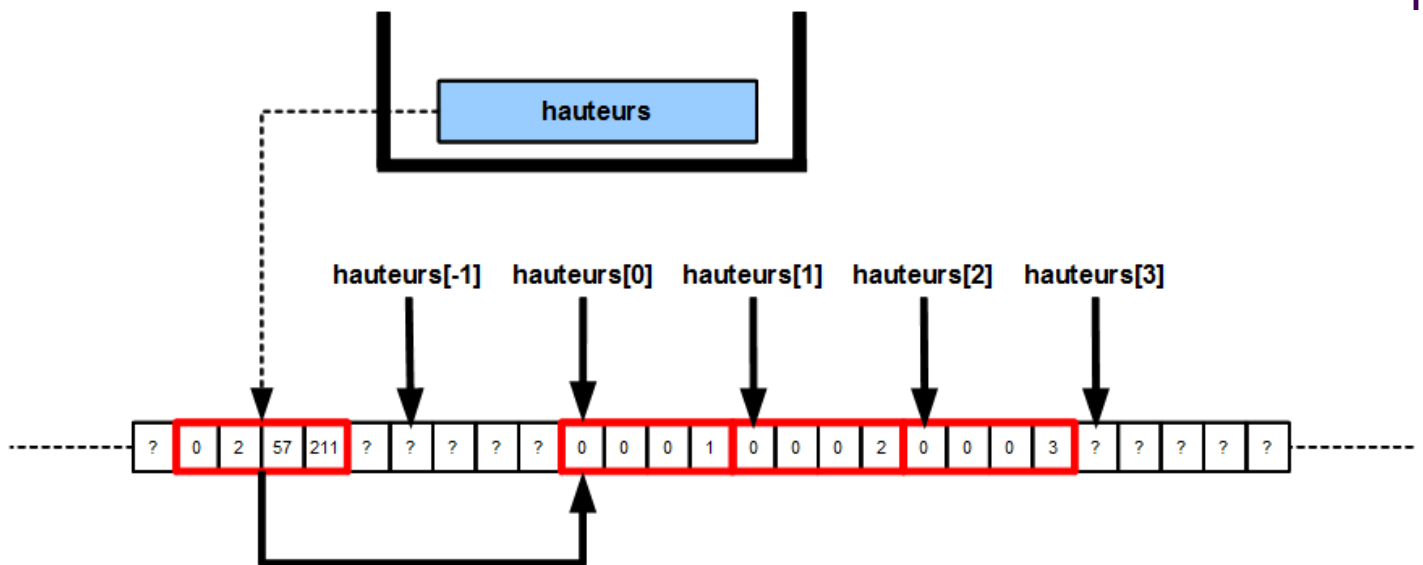 hauteurs
hauteurs[-1] hauteurs[0] hauteurs[1] hauteurs[2] hauteurs[3]
? 0 2 57 211 ? ? ? ? ? 0 0 0 1 0 0 0 2 0 0 0 3 ? ? ? ? ?